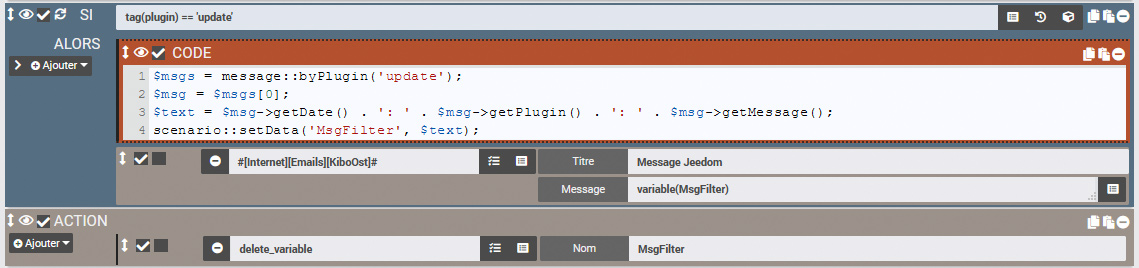 SI tag(plugin) == 'update'
ALORS
Ajouter
CODE
1 $msgs = message::byPlugin('update');
2 $msg = $msgs[0];
3 $text = $msg->getDate() . ': ' . $msg->getPlugin() . ': ' . $msg->getMessage();
4 scenario::setData('MsgFilter', $text);
#[Internet][Emails][KiboOst]# Titre Message Jeedom
Message variable(MsgFilter)
ACTION
Ajouter delete_variable Nom MsgFilter